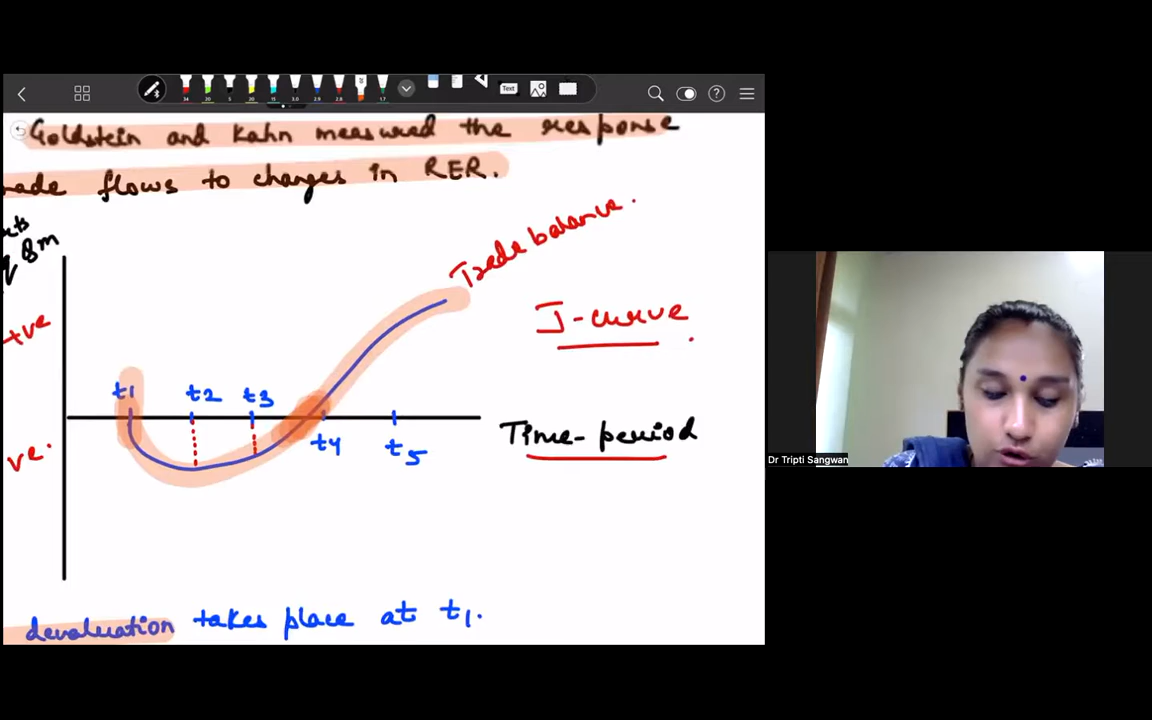 Goldstein and Kahn measured the response
flows to changes in RER.
Trade balance.
+ve
J-curve
t1 t2 t3
t4 t5
Time-period
ve.
devaluation takes place at t1.
Text
Dr Tripti Sangwan